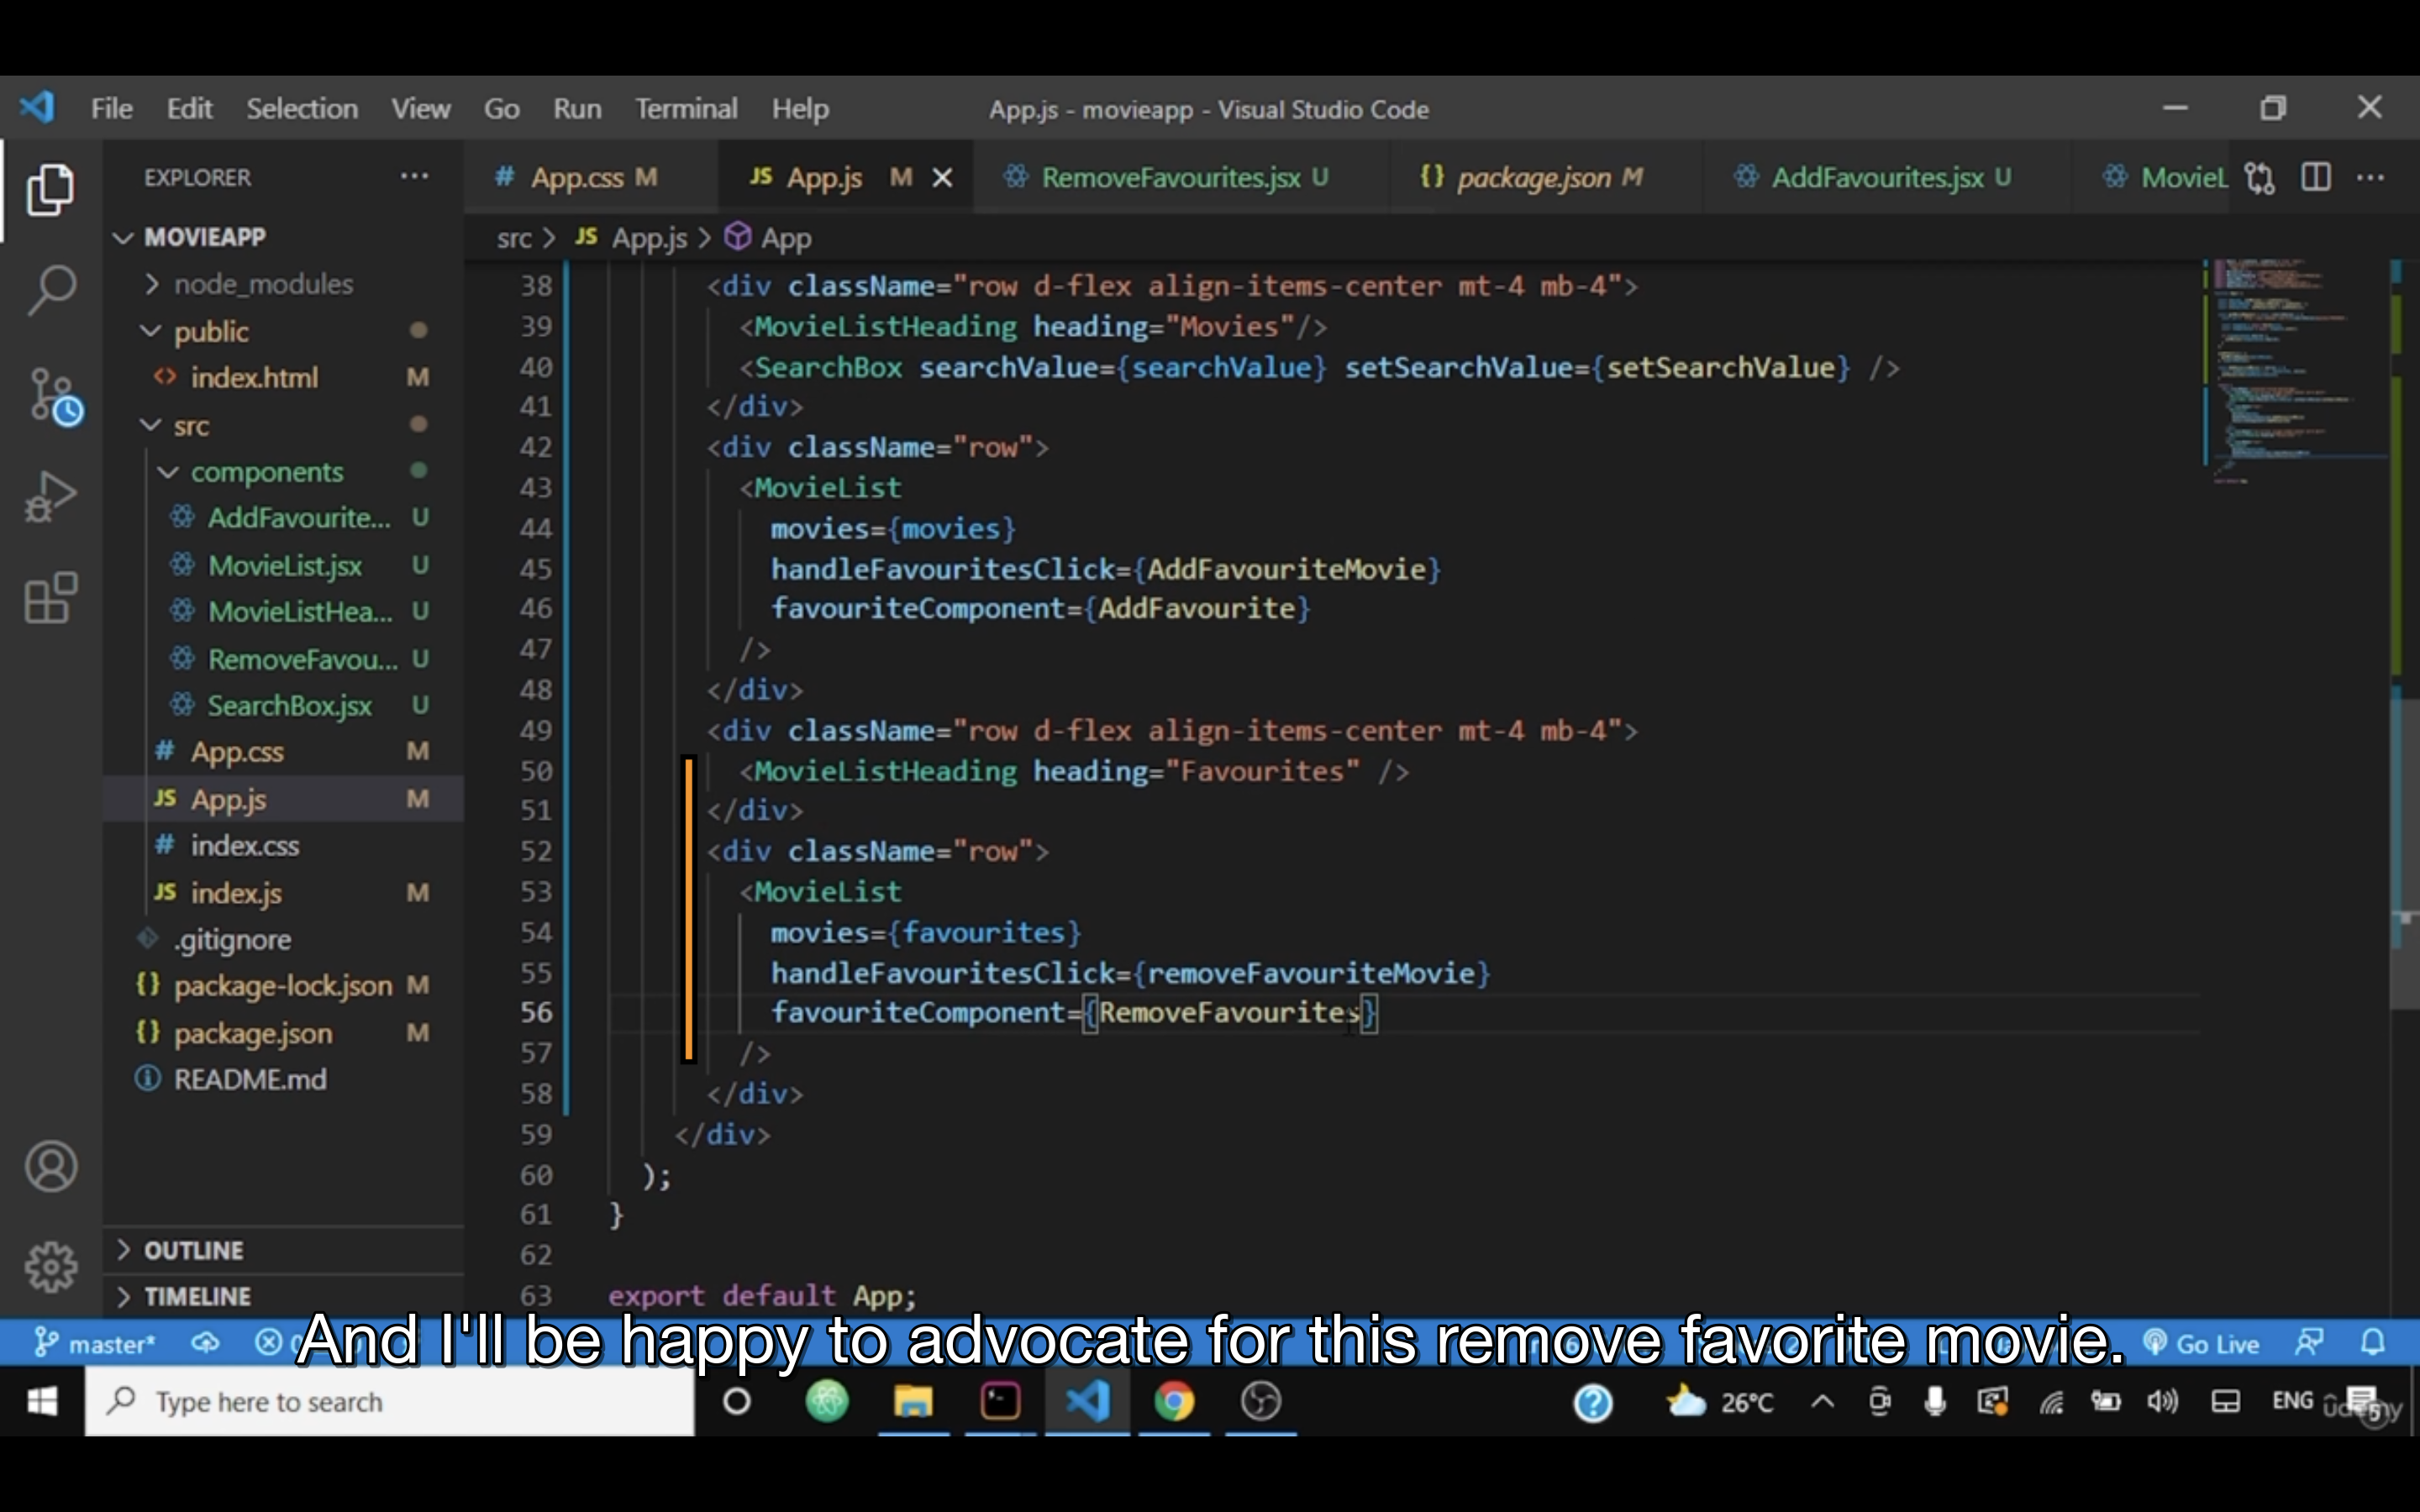 File Edit Selection View Go Run Terminal Help
App.js - movieapp - Visual Studio Code
EXPLORER
# App.css M
JS App.js M
RemoveFavourites.jsx U
{} package.json M
AddFavourites.jsx U
MovieL
src > JS App.js > App
MOVIEAPP
node_modules
public
<> index.html M
src
components
AddFavourite... U
MovieList.jsx U
MovieListHea... U
RemoveFavou... U
SearchBox.jsx U
# App.css M
JS App.js M
# index.css
JS index.js M
.gitignore
{} package-lock.json M
{} package.json M
README.md
OUTLINE
TIMELINE
38 <div className="row d-flex align-items-center mt-4 mb-4">
39 <MovieListHeading heading="Movies"/>
40 <SearchBox searchValue={searchValue} setSearchValue={setSearchValue} />
41 </div>
42 <div className="row">
43 <MovieList
44 movies={movies}
45 handleFavouritesClick={AddFavouriteMovie}
46 favouriteComponent={AddFavourite}
47 />
48 </div>
49 <div className="row d-flex align-items-center mt-4 mb-4">
50 <MovieListHeading heading="Favourites" />
51 </div>
52 <div className="row">
53 <MovieList
54 movies={favourites}
55 handleFavouritesClick={removeFavouriteMovie}
56 favouriteComponent={RemoveFavourites}
57 />
58 </div>
59 </div>
60 );
61 }
62
63 export default App;
And I'll be happy to advocate for this remove favorite movie.
master*
Go Live
Type here to search
26°C
ENG
udemy